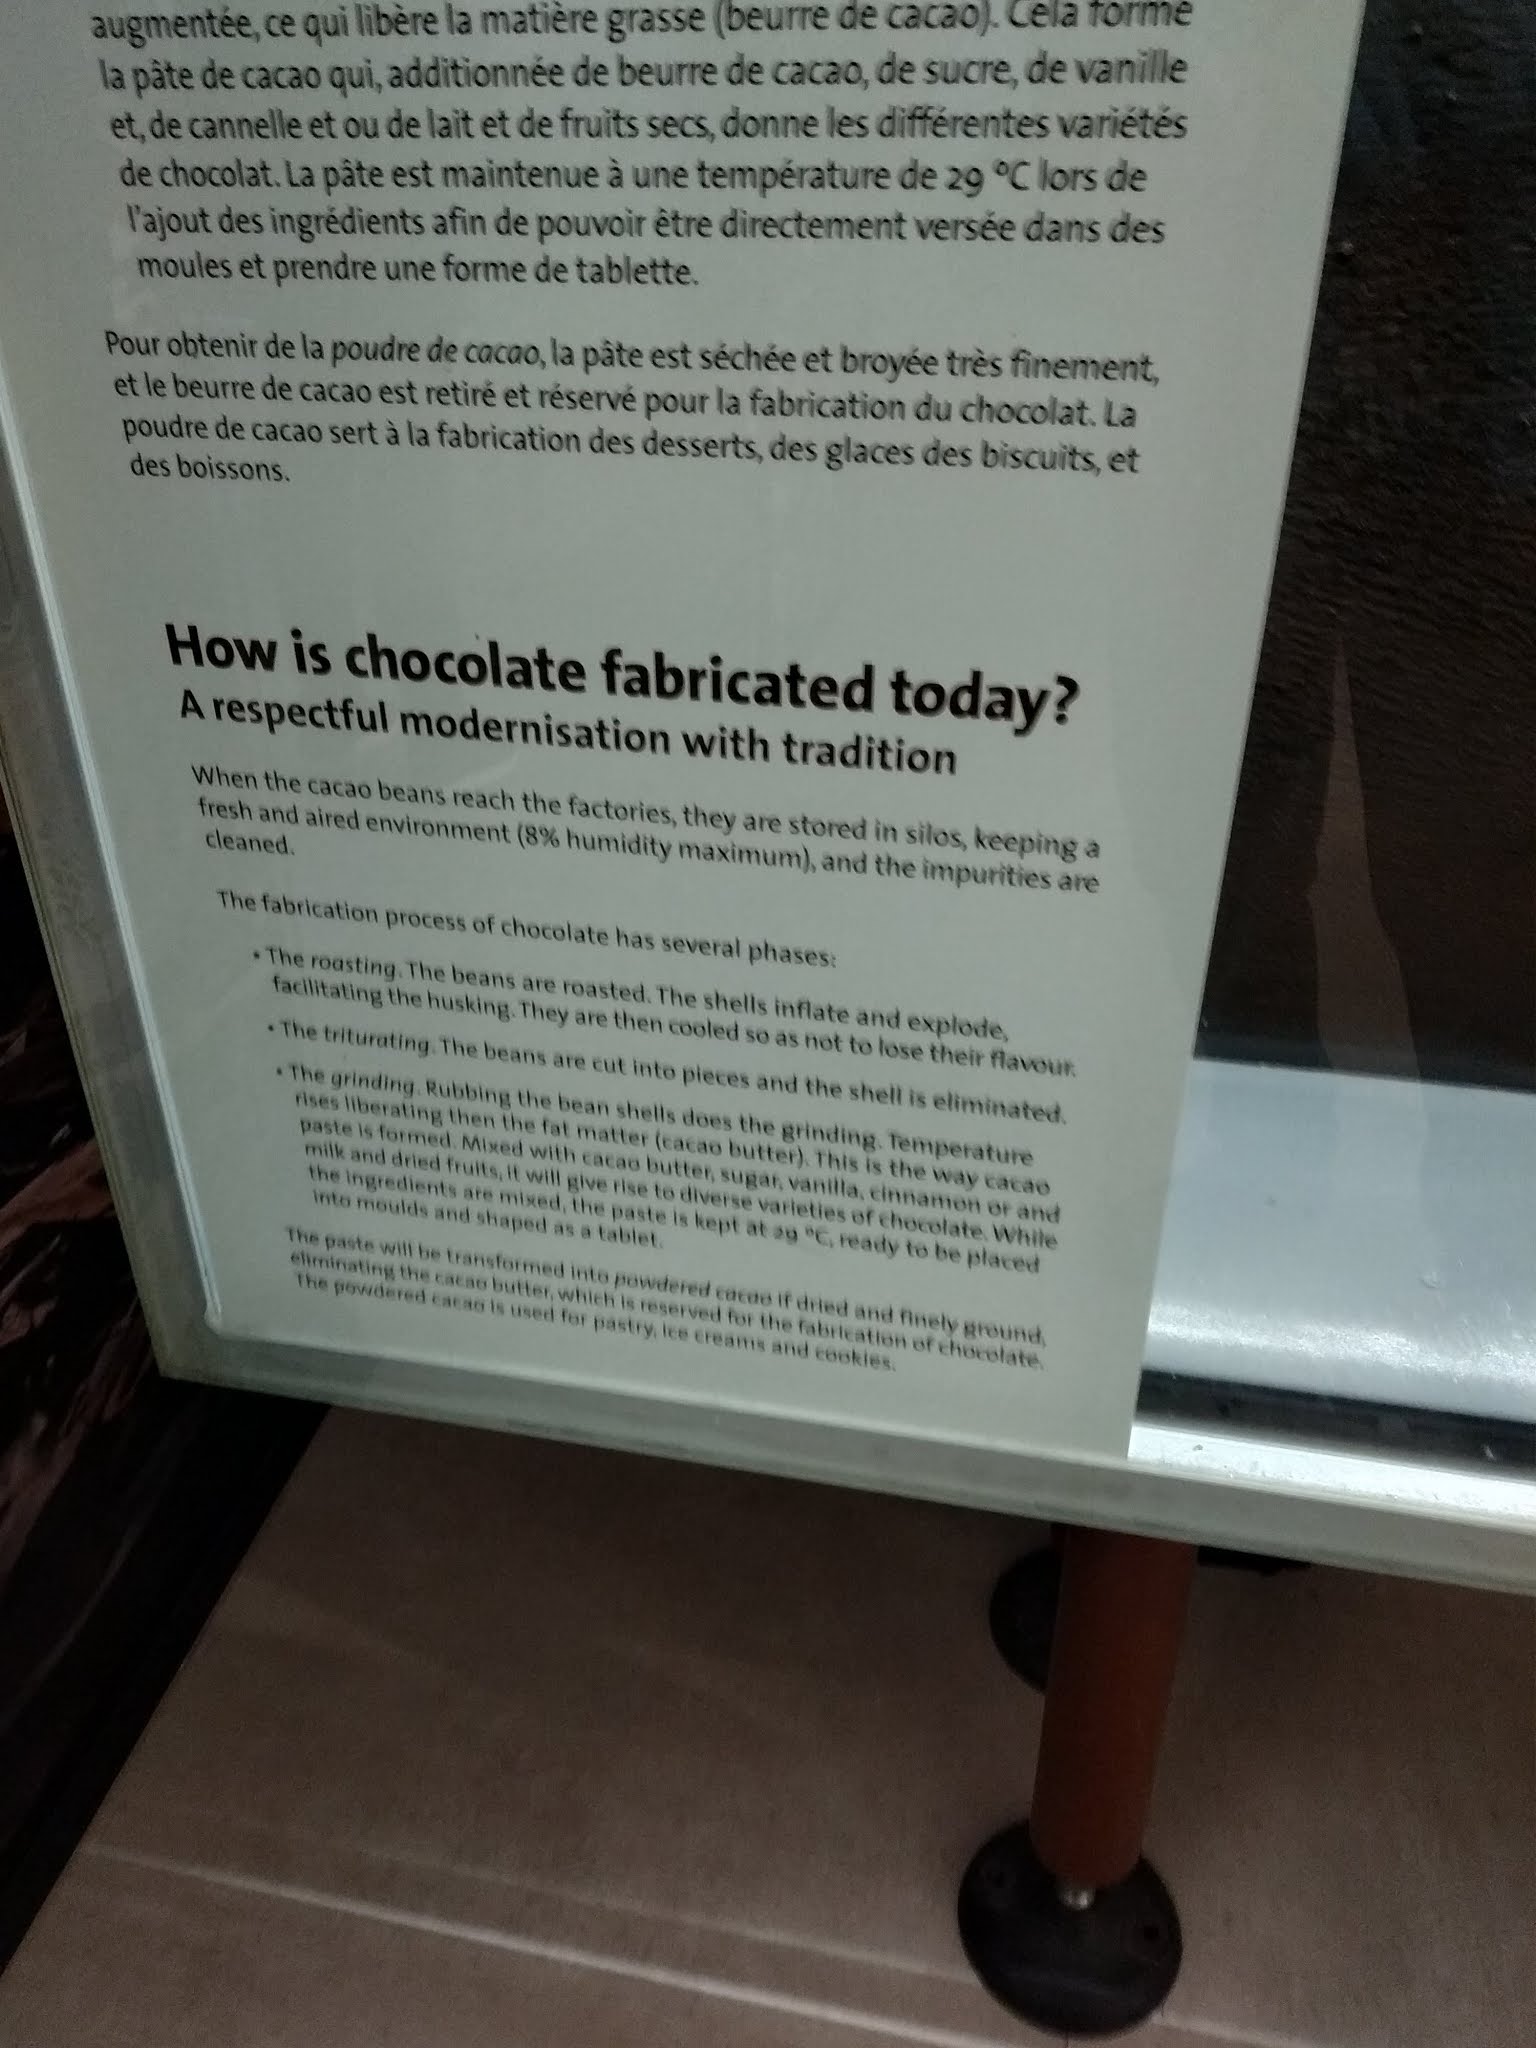 augmentée, ce qui libère la matière grasse (beurre de cacao). Cela forme
la pâte de cacao qui, additionnée de beurre de cacao, de sucre, de vanille
et, de cannelle et ou de lait et de fruits secs, donne les différentes variétés
de chocolat. La pâte est maintenue à une température de 29 °C lors de
l'ajout des ingrédients afin de pouvoir être directement versée dans des
moules et prendre une forme de tablette.
Pour obtenir de la poudre de cacao, la pâte est séchée et broyée très finement,
et le beurre de cacao est retiré et réservé pour la fabrication du chocolat. La
poudre de cacao sert à la fabrication des desserts, des glaces des biscuits, et
des boissons.
How is chocolate fabricated today?
A respectful modernisation with tradition
When the cacao beans reach the factories, they are stored in silos, keeping a
fresh and aired environment (8% humidity maximum), and the impurities are
cleaned.
The fabrication process of chocolate has several phases:
• The roasting. The beans are roasted. The shells inflate and explode,
facilitating the husking. They are then cooled so as not to lose their flavour.
• The triturating. The beans are cut into pieces and the shell is eliminated.
• The grinding. Rubbing the bean shells does the grinding. Temperature
rises liberating then the fat matter (cacao butter). This is the way cacao
paste is formed. Mixed with cacao butter, sugar, vanilla, cinnamon or and
milk and dried fruits, it will give rise to diverse varieties of chocolate. While
the ingredients are mixed, the paste is kept at 29 °C, ready to be placed
into moulds and shaped as a tablet.
The paste will be transformed into powdered cacao if dried and finely ground,
eliminating the cacao butter, which is reserved for the fabrication of chocolate.
The powdered cacao is used for pastry, ice creams and cookies.